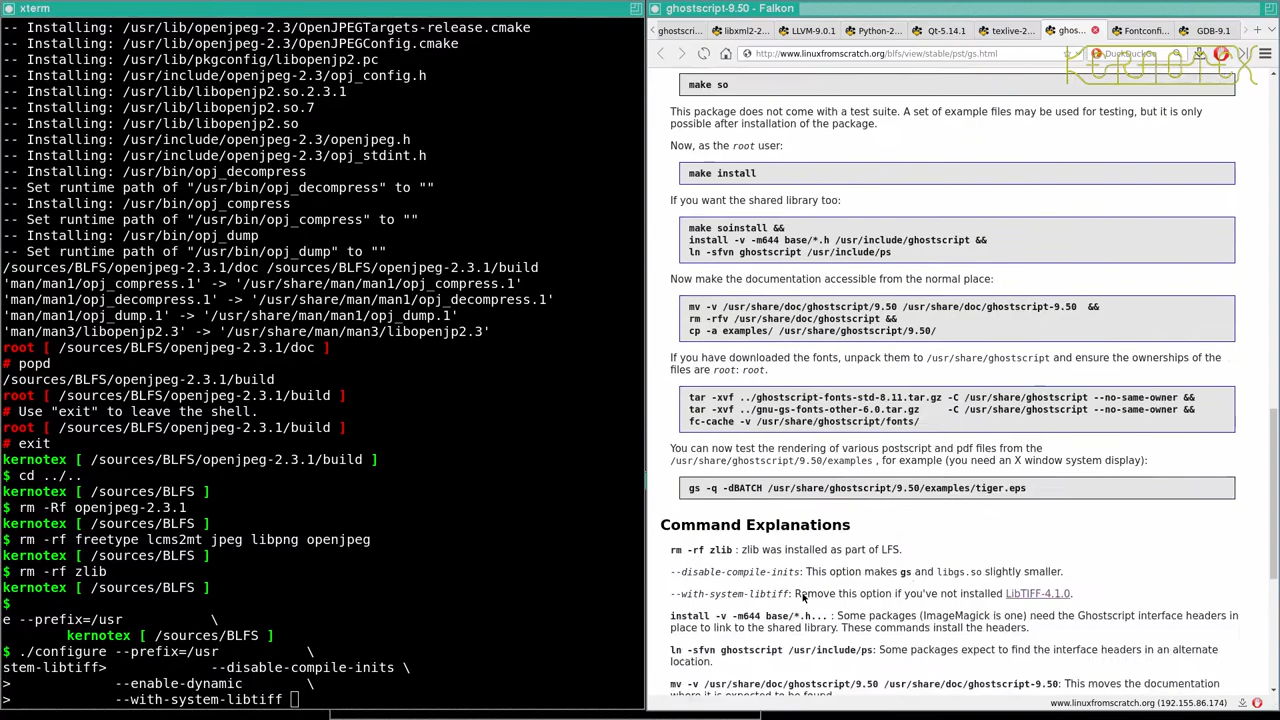 xterm
-- Installing: /usr/lib/openjpeg-2.3/OpenJPEGTargets-release.cmake
-- Installing: /usr/lib/openjpeg-2.3/OpenJPEGConfig.cmake
-- Installing: /usr/lib/pkgconfig/libopenjp2.pc
-- Installing: /usr/include/openjpeg-2.3/opj_config.h
-- Installing: /usr/lib/libopenjp2.so.2.3.1
-- Installing: /usr/lib/libopenjp2.so.7
-- Installing: /usr/lib/libopenjp2.so
-- Installing: /usr/include/openjpeg-2.3/openjpeg.h
-- Installing: /usr/include/openjpeg-2.3/opj_stdint.h
-- Installing: /usr/bin/opj_decompress
-- Set runtime path of "/usr/bin/opj_decompress" to ""
-- Installing: /usr/bin/opj_compress
-- Set runtime path of "/usr/bin/opj_compress" to ""
-- Installing: /usr/bin/opj_dump
-- Set runtime path of "/usr/bin/opj_dump" to ""
/sources/BLFS/openjpeg-2.3.1/doc /sources/BLFS/openjpeg-2.3.1/build
'man/man1/opj_compress.1' -> '/usr/share/man/man1/opj_compress.1'
'man/man1/opj_decompress.1' -> '/usr/share/man/man1/opj_decompress.1'
'man/man1/opj_dump.1' -> '/usr/share/man/man1/opj_dump.1'
'man/man3/libopenjp2.3' -> '/usr/share/man/man3/libopenjp2.3'
root [ /sources/BLFS/openjpeg-2.3.1/doc ]
# popd
/sources/BLFS/openjpeg-2.3.1/build
root [ /sources/BLFS/openjpeg-2.3.1/build ]
# Use "exit" to leave the shell.
root [ /sources/BLFS/openjpeg-2.3.1/build ]
# exit
kernotex [ /sources/BLFS/openjpeg-2.3.1/build ]
$ cd ../..
kernotex [ /sources/BLFS ]
$ rm -Rf openjpeg-2.3.1
kernotex [ /sources/BLFS ]
$ rm -rf freetype lcms2mt jpeg libpng openjpeg
kernotex [ /sources/BLFS ]
$ rm -rf zlib
kernotex [ /sources/BLFS ]
$
e --prefix=/usr \
kernotex [ /sources/BLFS ]
$ ./configure --prefix=/usr \
stem-libtiff> --disable-compile-inits \
> --enable-dynamic \
> --with-system-libtiff
ghostscript-9.50 - Falkon
ghostscri... libxml2-... LLVM-9.0.1 Python-2... Qt-5.14.1 texlive-2... ghos... Fontconfi... GDB-9.1
http://www.linuxfromscratch.org/blfs/view/stable/pst/gs.html DuckDuckGo
KERNOTEX
make so
This package does not come with a test suite. A set of example files may be used for testing, but it is only
possible after installation of the package.
Now, as the root user:
make install
If you want the shared library too:
make soinstall &&
install -v -m644 base/*.h /usr/include/ghostscript &&
ln -sfvn ghostscript /usr/include/ps
Now make the documentation accessible from the normal place:
mv -v /usr/share/doc/ghostscript/9.50 /usr/share/doc/ghostscript-9.50 &&
rm -rfv /usr/share/doc/ghostscript &&
cp -a examples/ /usr/share/ghostscript/9.50/
If you have downloaded the fonts, unpack them to /usr/share/ghostscript and ensure the ownerships of the
files are root: root.
tar -xvf ../ghostscript-fonts-std-8.11.tar.gz -C /usr/share/ghostscript --no-same-owner &&
tar -xvf ../gnu-gs-fonts-other-6.0.tar.gz -C /usr/share/ghostscript --no-same-owner &&
fc-cache -v /usr/share/ghostscript/fonts/
You can now test the rendering of various postscript and pdf files from the
/usr/share/ghostscript/9.50/examples , for example (you need an X window system display):
gs -q -dBATCH /usr/share/ghostscript/9.50/examples/tiger.eps
Command Explanations
rm -rf zlib : zlib was installed as part of LFS.
--disable-compile-inits: This option makes gs and libgs.so slightly smaller.
--with-system-libtiff: Remove this option if you've not installed LibTIFF-4.1.0.
install -v -m644 base/*.h... : Some packages (ImageMagick is one) need the Ghostscript interface headers in
place to link to the shared library. These commands install the headers.
ln -sfvn ghostscript /usr/include/ps: Some packages expect to find the interface headers in an alternate
location.
mv -v /usr/share/doc/ghostscript/9.50 /usr/share/doc/ghostscript-9.50: This moves the documentation
where it is expected to be found.
www.linuxfromscratch.org (192.155.86.174)